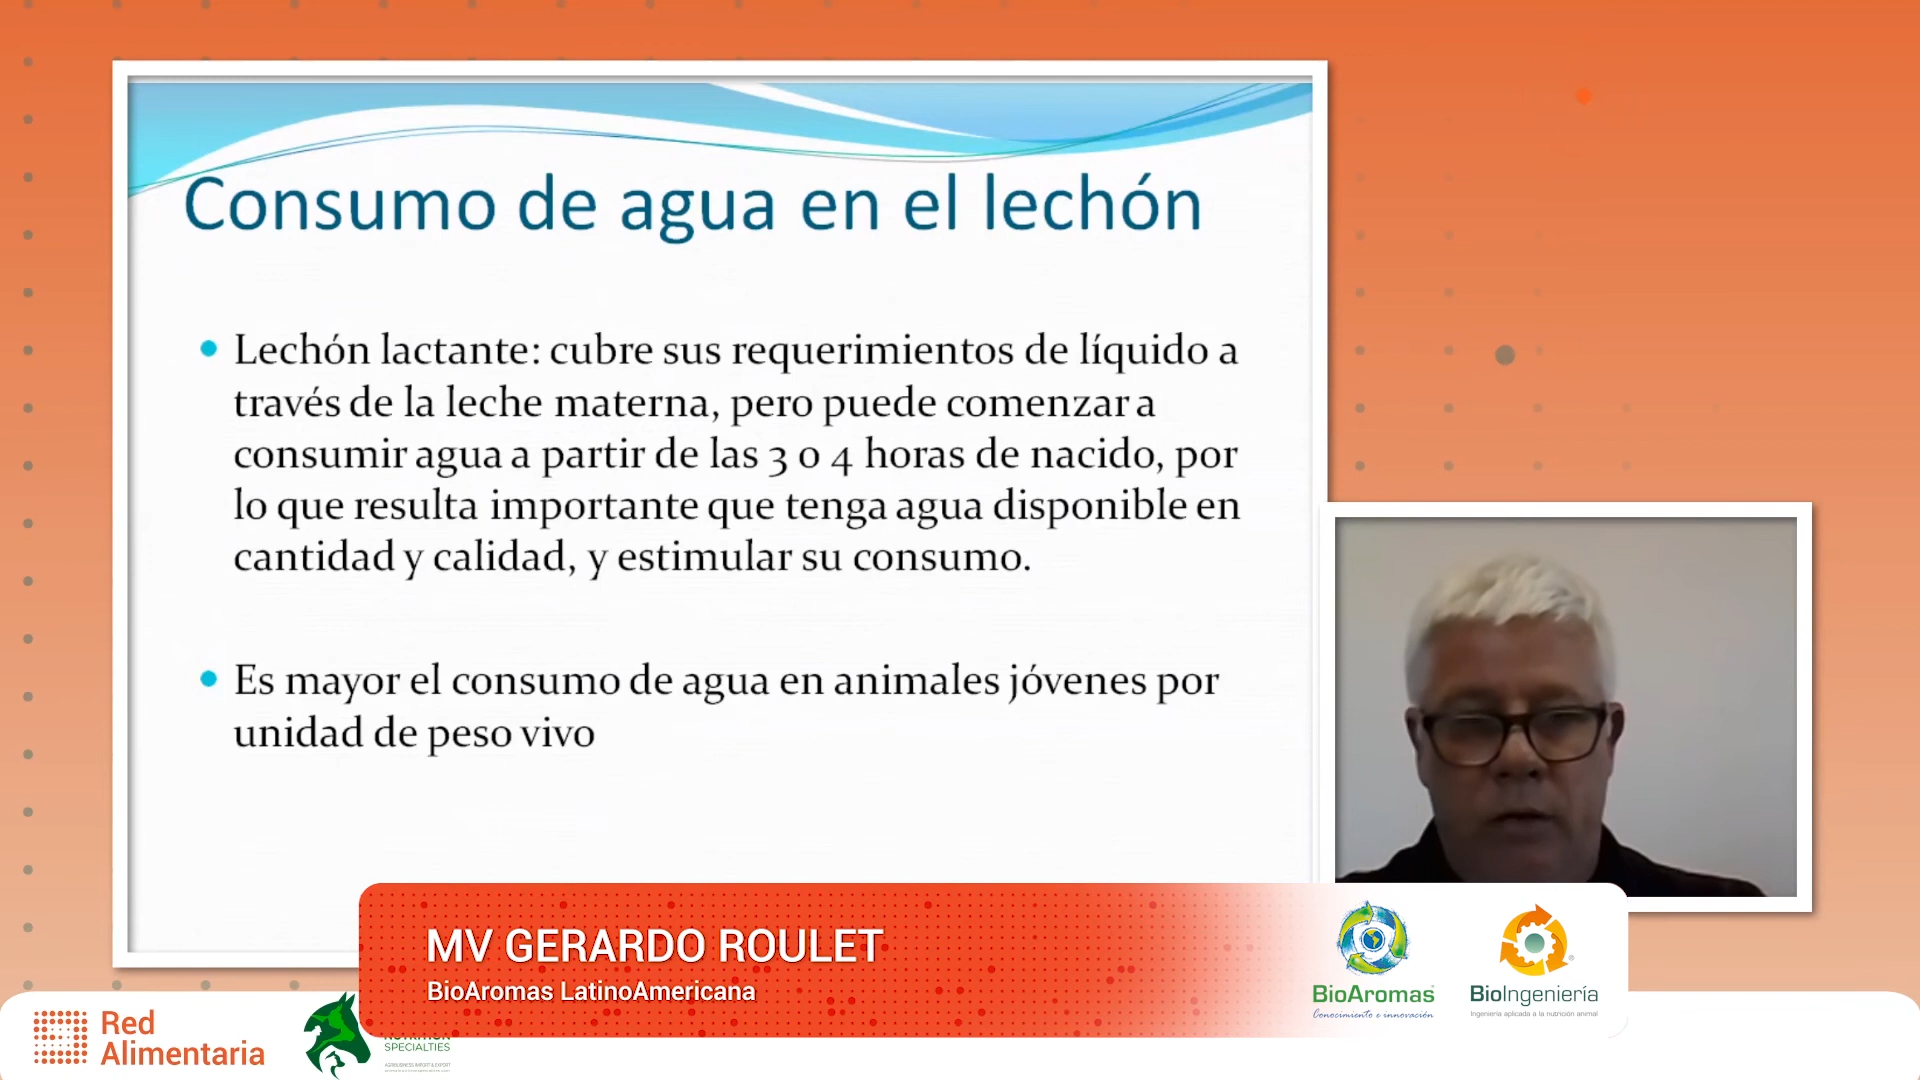 Consumo de agua en el lechón
Lechón lactante: cubre sus requerimientos de líquido a
través de la leche materna, pero puede comenzar a
consumir agua a partir de las 3 o 4 horas de nacido, por
lo que resulta importante que tenga agua disponible en
cantidad y calidad, y estimular su consumo.
Es mayor el consumo de agua en animales jóvenes por
unidad de peso vivo
MV GERARDO ROULET
BioAromas LatinoAmericana
BioAromas
Conocimiento e innovación
BioIngeniería
Ingeniería aplicada a la nutrición animal
Red
Alimentaria
NUTRITION
SPECIALTIES
AGRIBUSINESS IMPORT & EXPORT